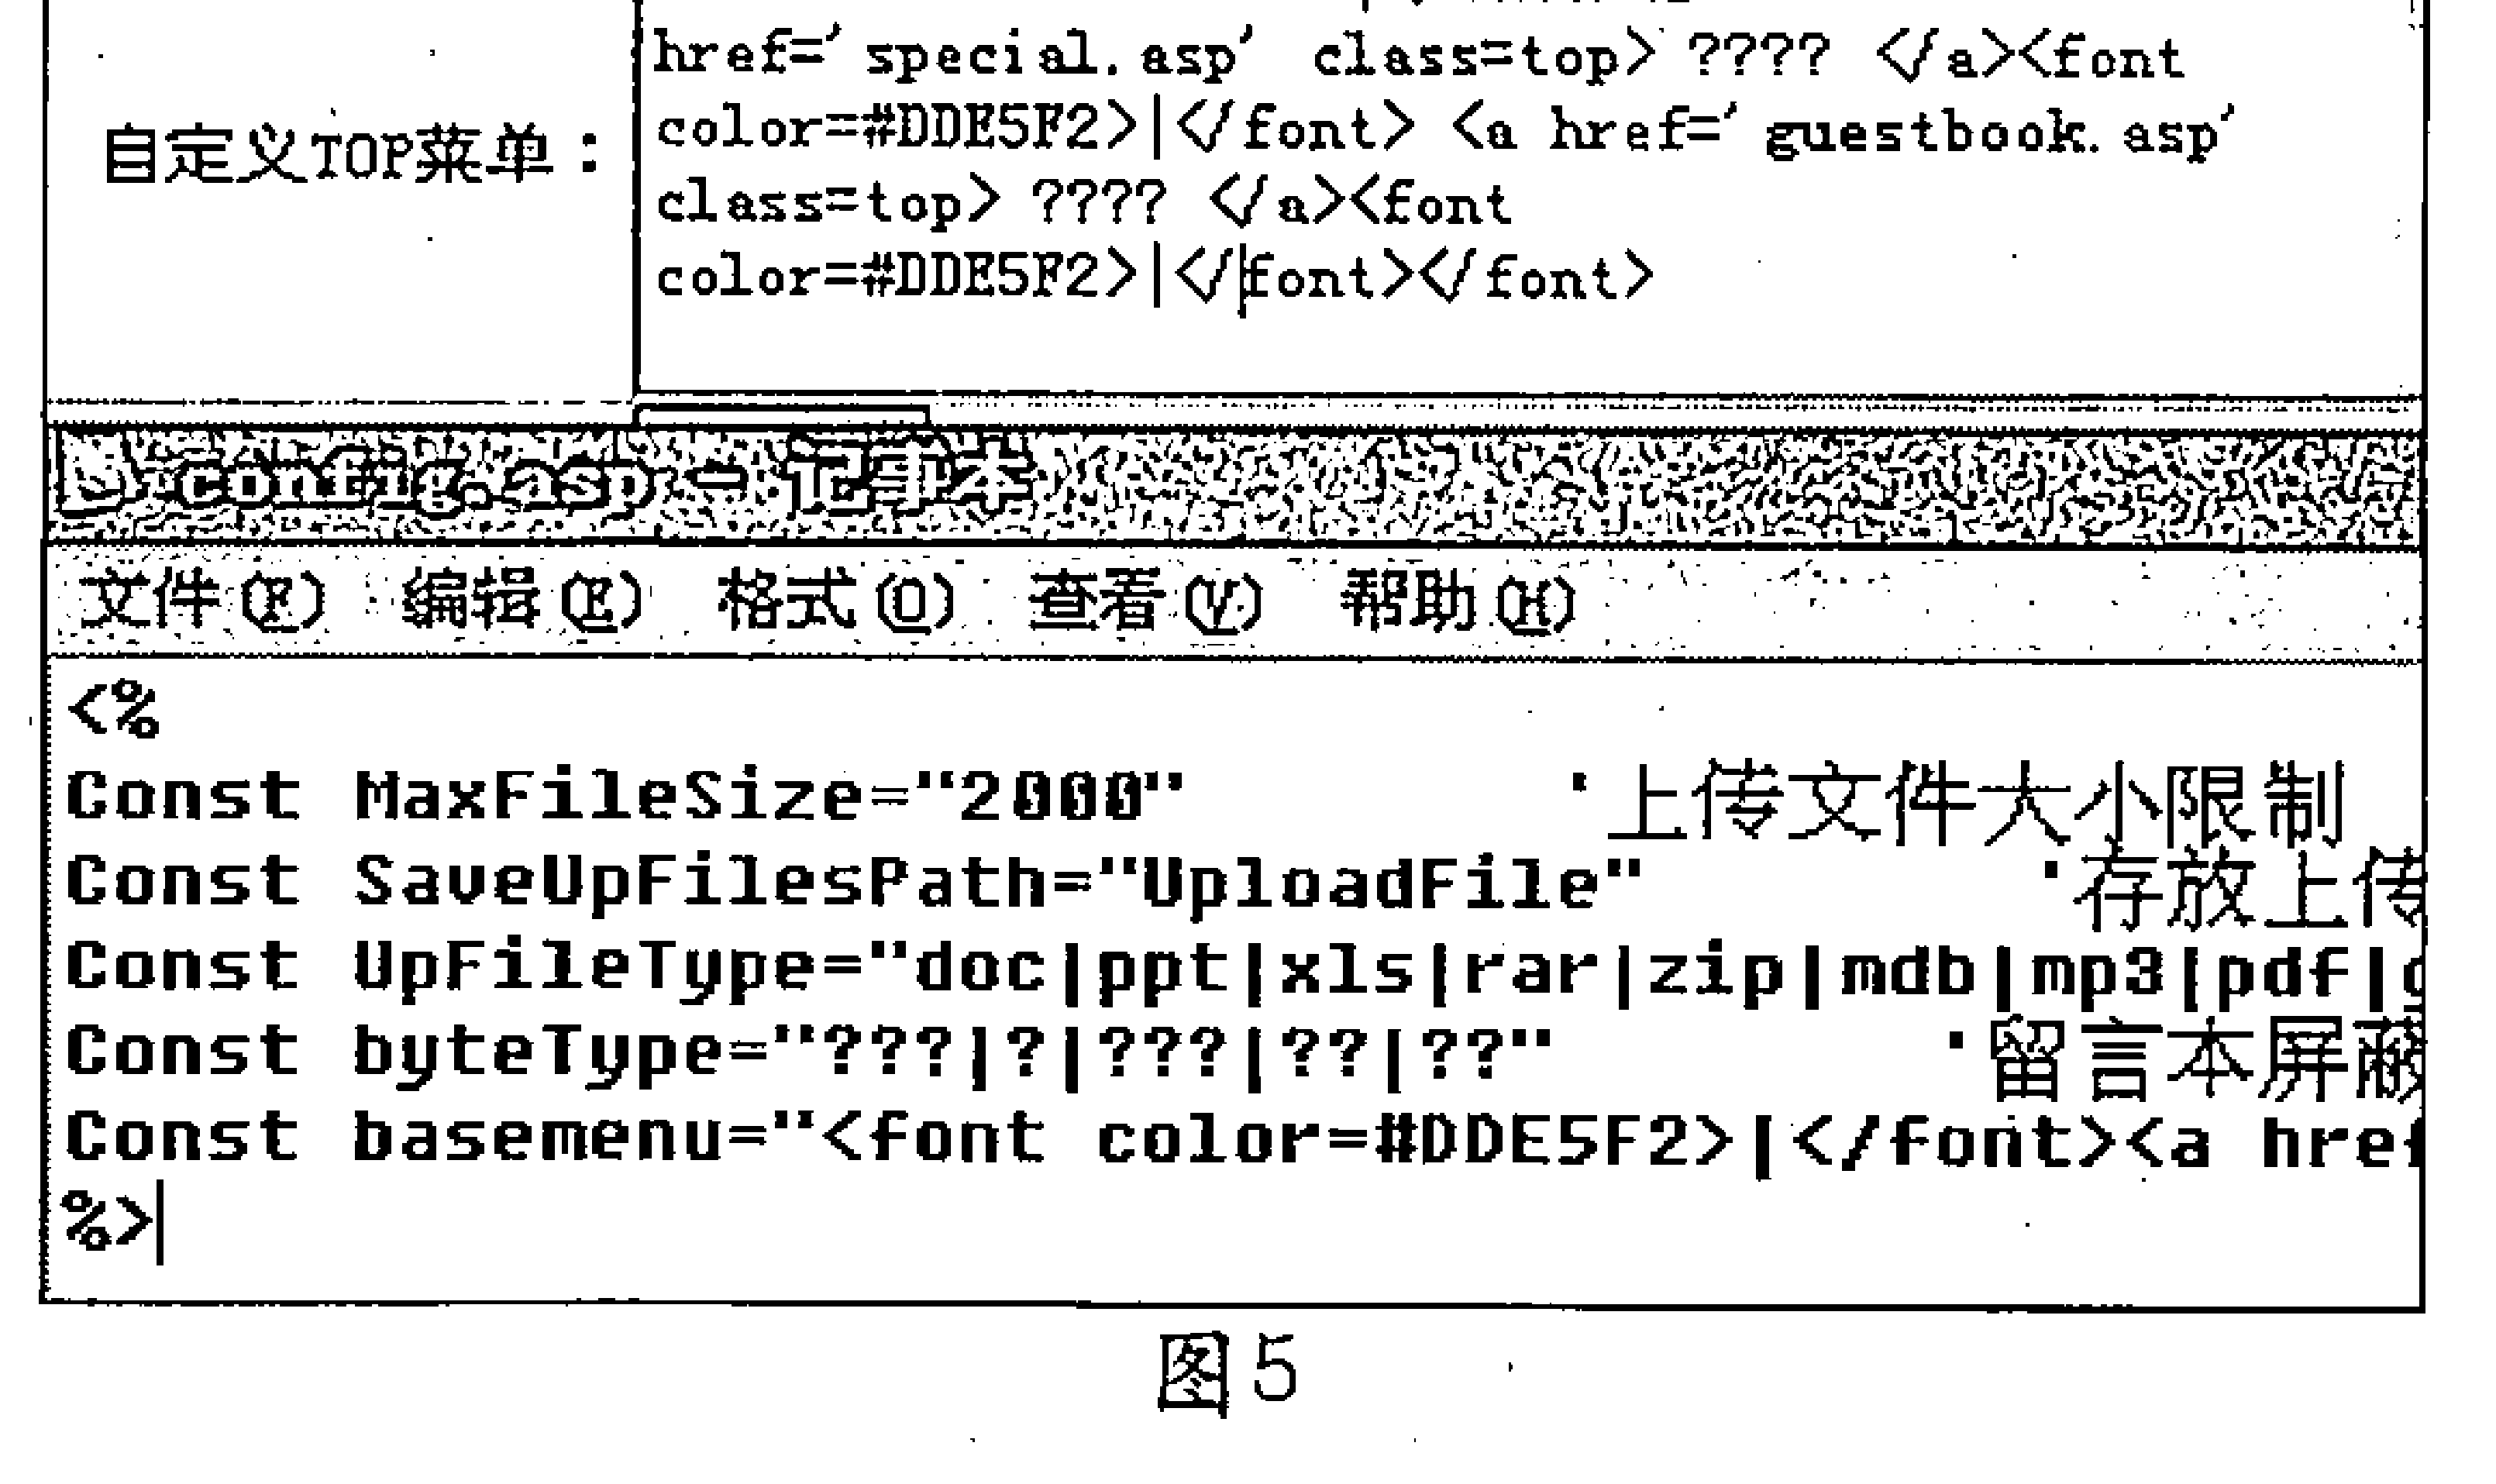 href='special.asp' class=top> ???? </a><font
color=#DDE5F2>|</font> <a href='guestbook.asp'
自定义TOP菜单：
class=top> ???? </a><font
color=#DDE5F2>|</font></font>
config.asp - 记事本
文件(F) 编辑(E) 格式(O) 查看(V) 帮助(H)
<%
Const MaxFileSize="2000" '上传文件大小限制
Const SaveUpFilesPath="UploadFile" '存放上传
Const UpFileType="doc|ppt|xls|rar|zip|mdb|mp3|pdf|
Const byteType="???|?|???|??|??" '留言本屏蔽
Const basemenu="<font color=#DDE5F2>|</font><a href
%>
图5